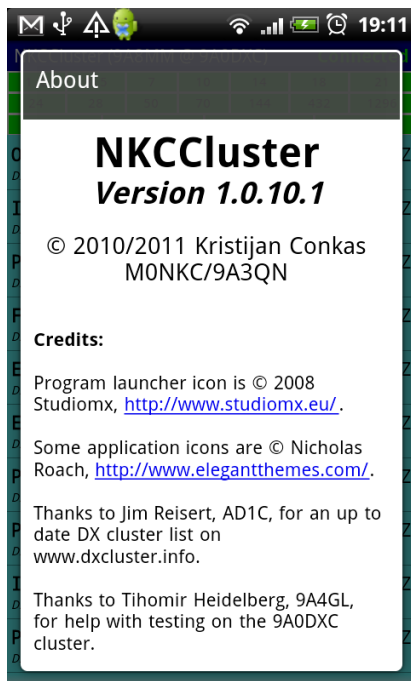 19:11
About
NKCCluster
Version 1.0.10.1
© 2010/2011 Kristijan Conkas
M0NKC/9A3QN
Credits:
Program launcher icon is © 2008
Studiomx, http://www.studiomx.eu/.
Some application icons are © Nicholas
Roach, http://www.elegantthemes.com/.
Thanks to Jim Reisert, AD1C, for an up to
date DX cluster list on
www.dxcluster.info.
Thanks to Tihomir Heidelberg, 9A4GL,
for help with testing on the 9A0DXC
cluster.